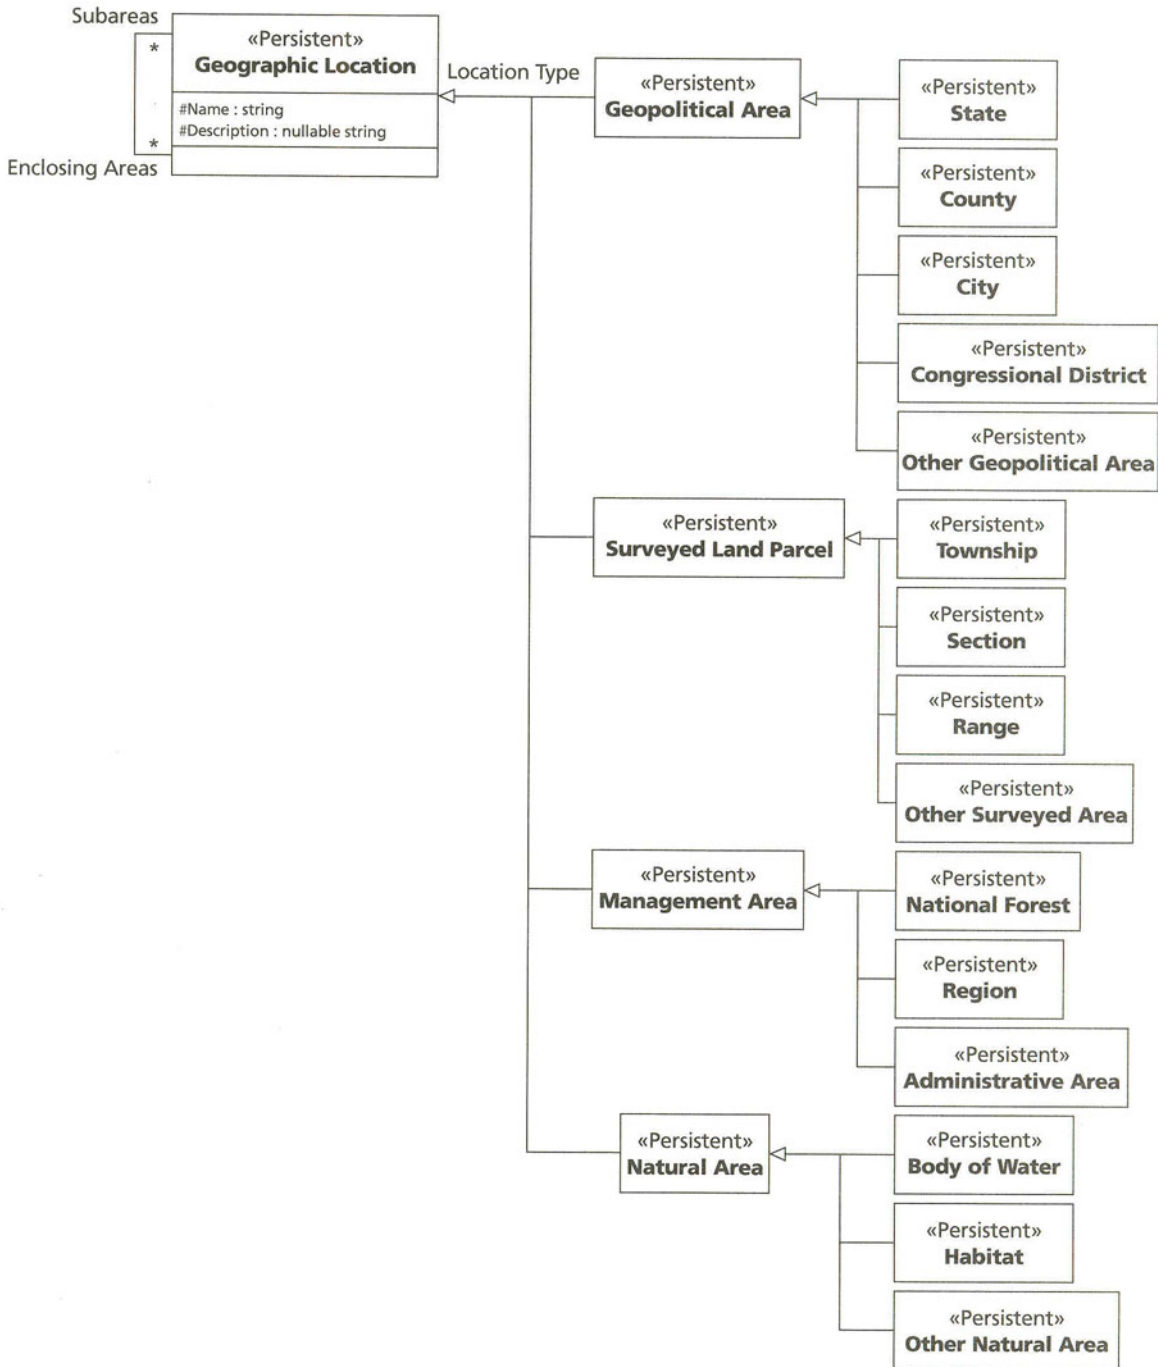 Subareas
*
«Persistent»
Geographic Location
#Name : string
#Description : nullable string
*
Enclosing Areas
Location Type
«Persistent»
Geopolitical Area
«Persistent»
State
«Persistent»
County
«Persistent»
City
«Persistent»
Congressional District
«Persistent»
Other Geopolitical Area
«Persistent»
Surveyed Land Parcel
«Persistent»
Township
«Persistent»
Section
«Persistent»
Range
«Persistent»
Other Surveyed Area
«Persistent»
Management Area
«Persistent»
National Forest
«Persistent»
Region
«Persistent»
Administrative Area
«Persistent»
Natural Area
«Persistent»
Body of Water
«Persistent»
Habitat
«Persistent»
Other Natural Area